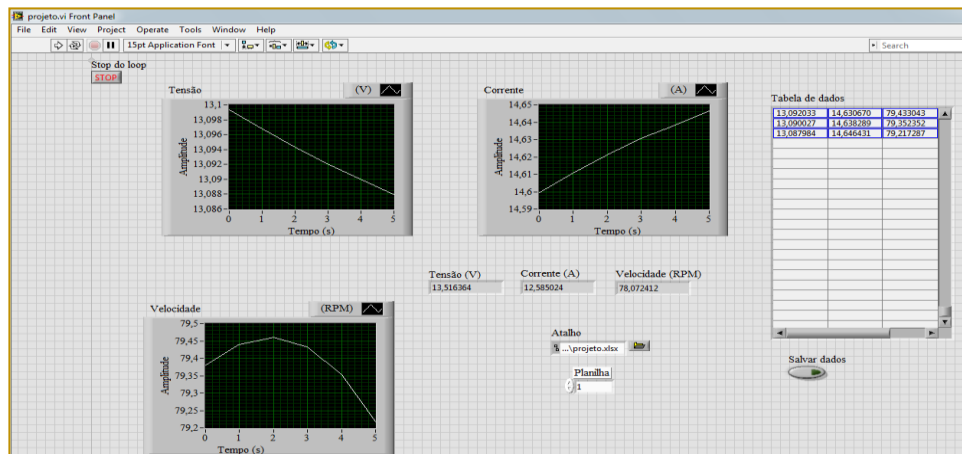 projeto.vi Front Panel
File Edit View Project Operate Tools Window Help
15pt Application Font
Search
Stop do loop
STOP
Tensão
(V)
13,1
13,098
13,096
13,094
13,092
13,09
13,088
13,086
Amplitude
0 1 2 3 4 5
Tempo (s)
Corrente
(A)
14,65
14,64
14,63
14,62
14,61
14,6
14,59
Amplitude
0 1 2 3 4 5
Tempo (s)
Tabela de dados
13,092033 14,630670 79,433043
13,090027 14,638289 79,352352
13,087984 14,646431 79,217287
Tensão (V) Corrente (A) Velocidade (RPM)
13,516364 12,585024 78,072412
Velocidade
(RPM)
79,5
79,45
79,4
79,35
79,3
79,25
79,2
Amplitude
0 1 2 3 4 5
Tempo (s)
Atalho
...\projeto.xlsx
Planilha
1
Salvar dados